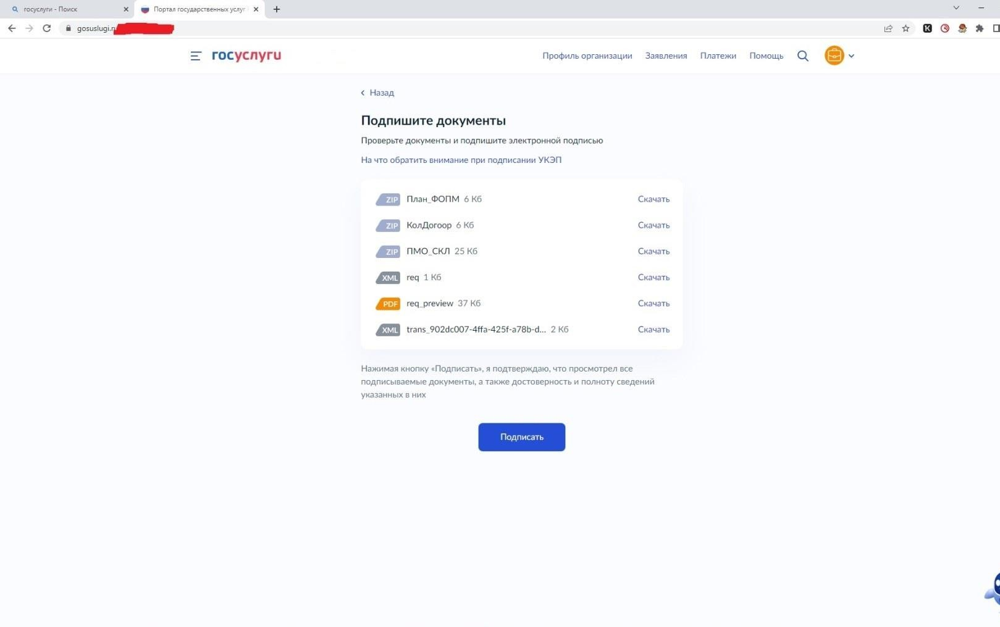 госуслуги - Поиск
Портал государственных услуг
gosuslugi.ru
госуслуги
Профиль организации Заявления Платежи Помощь
Назад
Подпишите документы
Проверьте документы и подпишите электронной подписью
На что обратить внимание при подписании УКЭП
ZIP План_ФОПМ 6 Кб Скачать
ZIP КолДогоор 6 Кб Скачать
ZIP ПМО_СКЛ 25 Кб Скачать
XML req 1 Кб Скачать
PDF req_preview 37 Кб Скачать
XML trans_902dc007-4ffa-425f-a78b-d... 2 Кб Скачать
Нажимая кнопку «Подписать», я подтверждаю, что просмотрел все
подписываемые документы, а также достоверность и полноту сведений
указанных в них
Подписать